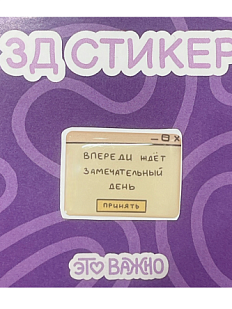 3Д СТИКЕР
ВПЕРЕДИ ЖДЁТ
ЗАМЕЧАТЕЛЬНЫЙ
ДЕНЬ
ПРИНЯТЬ
ЭТО ВАЖНО